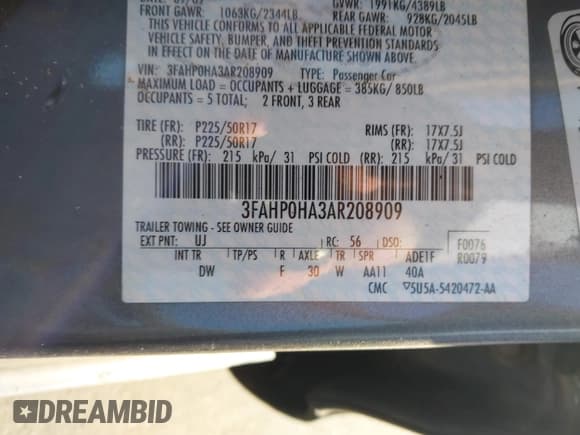 GVWR: 1991KG/4389LB
FRONT GAWR: 1063KG/2344LB REAR GAWR: 928KG/2045LB
THIS VEHICLE CONFORMS TO ALL APPLICABLE FEDERAL MOTOR
VEHICLE SAFETY, BUMPER, AND THEFT PREVENTION STANDARDS
IN EFFECT ON THE DATE OF MANUFACTURE SHOWN ABOVE.
VIN: 3FAHP0HA3AR208909 TYPE: Passenger Car
MAXIMUM LOAD = OCCUPANTS + LUGGAGE = 385KG/ 850LB
OCCUPANTS = 5 TOTAL; 2 FRONT, 3 REAR
TIRE (FR): P225/50R17 RIMS (FR): 17X7.5J
(RR): P225/50R17 (RR): 17X7.5J
PRESSURE (FR): 215 kPa/ 31 PSI COLD (RR): 215 kPa/ 31 PSI COLD
3FAHP0HA3AR208909
TRAILER TOWING - SEE OWNER GUIDE
EXT PNT: UJ RC: 56 DSO: F0076
INT TR TP/PS R AXLE TR SPR ADE1F R0079
DW F 30 W AA11 40A
CMC 5U5A-5420472-AA
DREAMBID